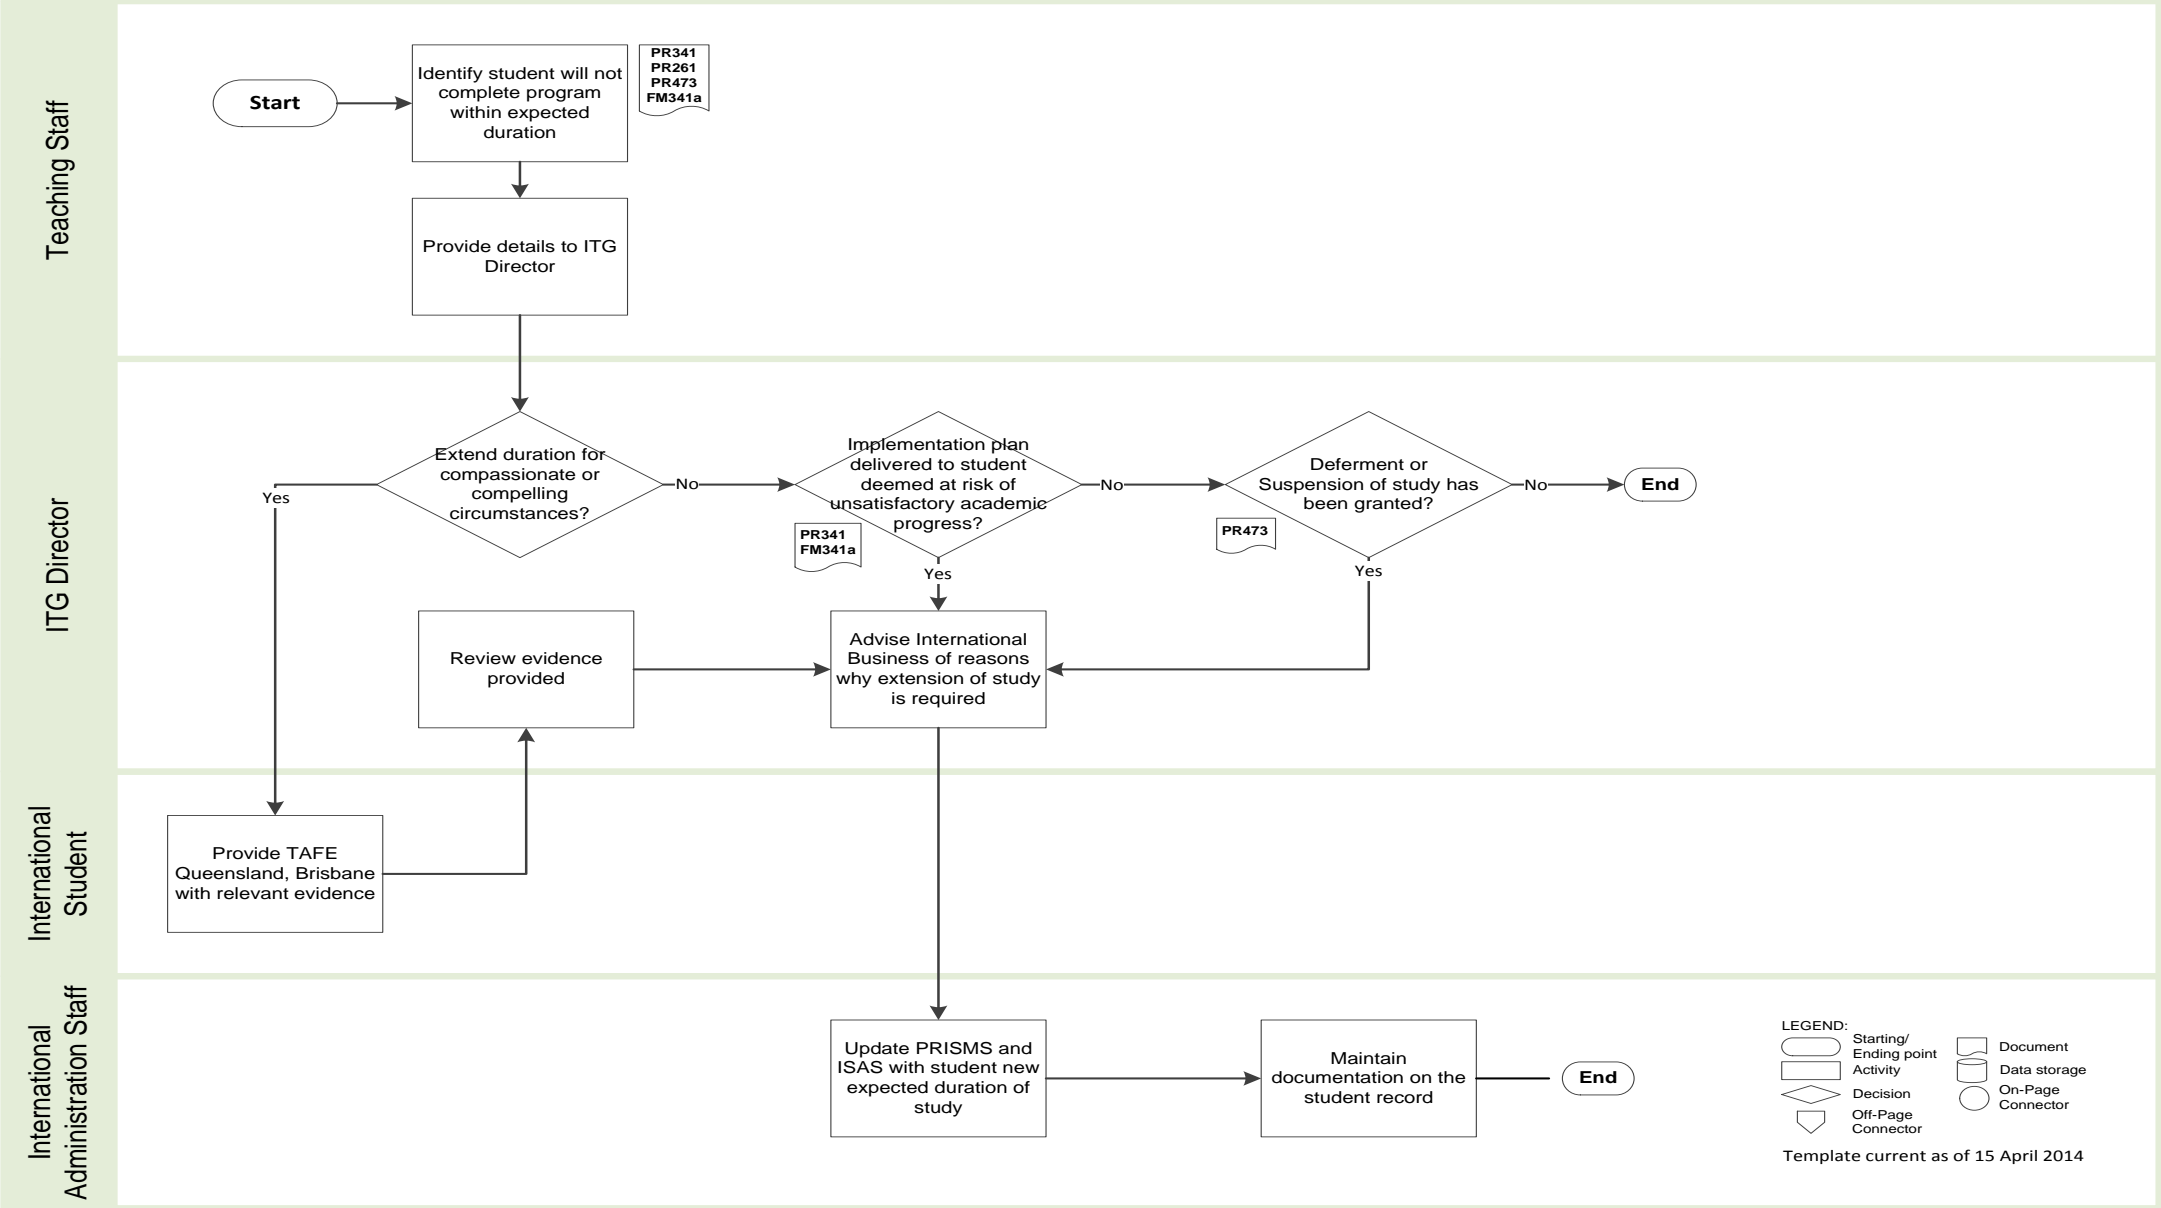 Teaching Staff
Start
Identify student will not
complete program
within expected
duration
PR341
PR261
PR473
FM341a
Provide details to ITG
Director
ITG Director
Extend duration for
compassionate or
compelling
circumstances?
Yes
No
Implementation plan
delivered to student
deemed at risk of
unsatisfactory academic
progress?
PR341
FM341a
Yes
No
Deferment or
Suspension of study has
been granted?
PR473
Yes
No
End
Review evidence
provided
Advise International
Business of reasons
why extension of study
is required
International
Student
Provide TAFE
Queensland, Brisbane
with relevant evidence
International
Administration Staff
Update PRISMS and
ISAS with student new
expected duration of
study
Maintain
documentation on the
student record
End
LEGEND:
Starting/
Ending point
Activity
Decision
Off-Page
Connector
Document
Data storage
On-Page
Connector
Template current as of 15 April 2014